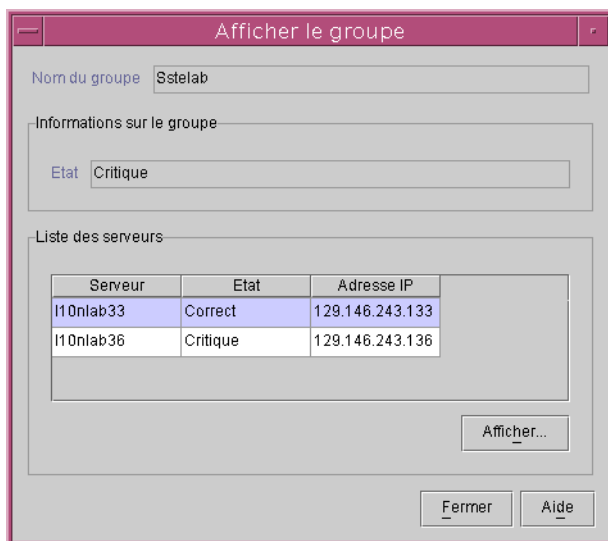 Afficher le groupe
Nom du groupe Sstelab
Informations sur le groupe
Etat Critique
Liste des serveurs
Serveur Etat Adresse IP
l10nlab33 Correct 129.146.243.133
l10nlab36 Critique 129.146.243.136
Afficher...
Fermer Aide